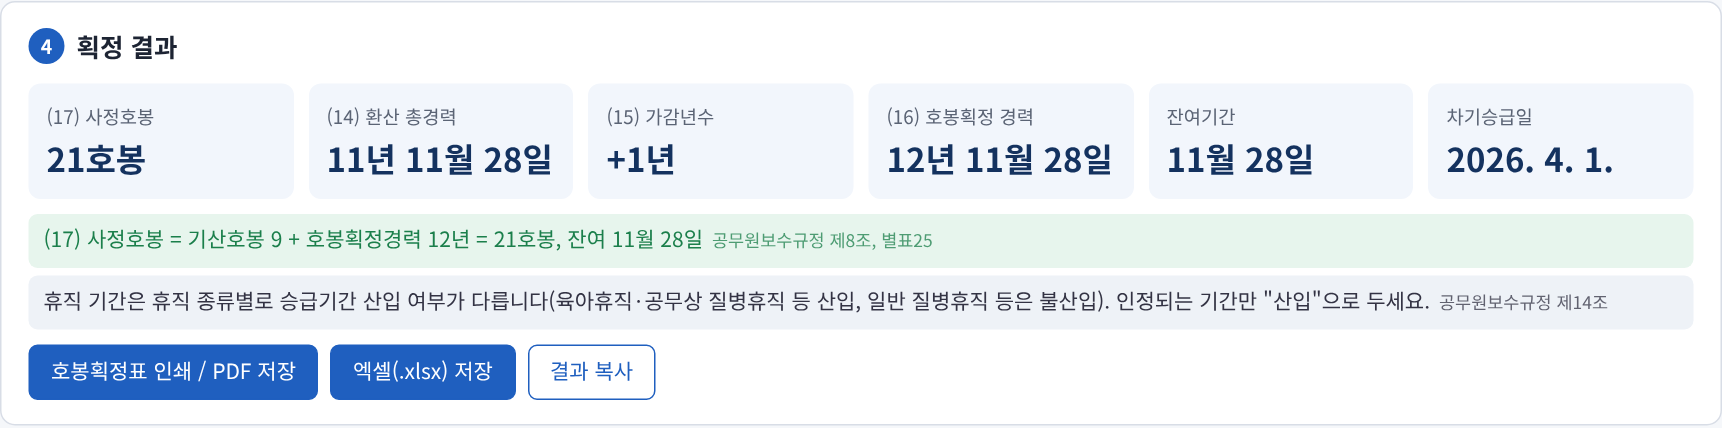 4 획정 결과
(17) 사정호봉
21호봉
(14) 환산 총경력
11년 11월 28일
(15) 가감년수
+1년
(16) 호봉획정 경력
12년 11월 28일
잔여기간
11월 28일
차기승급일
2026. 4. 1.
(17) 사정호봉 = 기산호봉 9 + 호봉획정경력 12년 = 21호봉, 잔여 11월 28일 공무원보수규정 제8조, 별표25
휴직 기간은 휴직 종류별로 승급기간 산입 여부가 다릅니다(육아휴직·공무상 질병휴직 등 산입, 일반 질병휴직 등은 불산입). 인정되는 기간만 "산입"으로 두세요. 공무원보수규정 제14조
호봉획정표 인쇄 / PDF 저장
엑셀(.xlsx) 저장
결과 복사